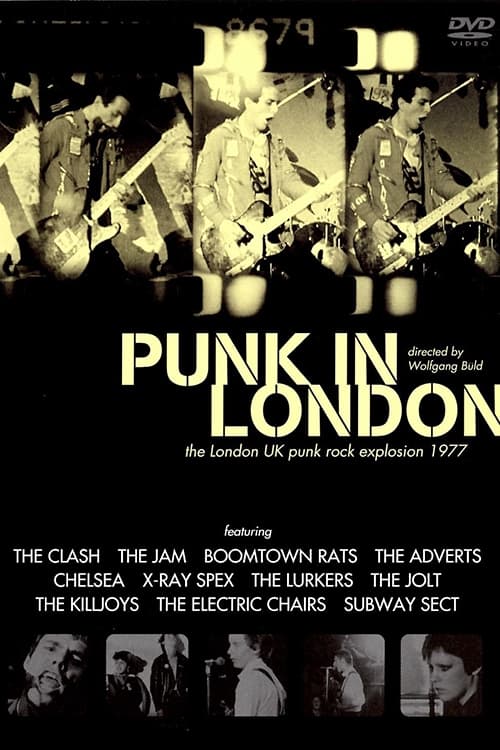 8679
DVD
VIDEO
PUNK IN
LONDON
directed by
Wolfgang Buld
the London UK punk rock explosion 1977
featuring
THE CLASH THE JAM BOOMTOWN RATS THE ADVERTS
CHELSEA X-RAY SPEX THE LURKERS THE JOLT
THE KILLJOYS THE ELECTRIC CHAIRS SUBWAY SECT